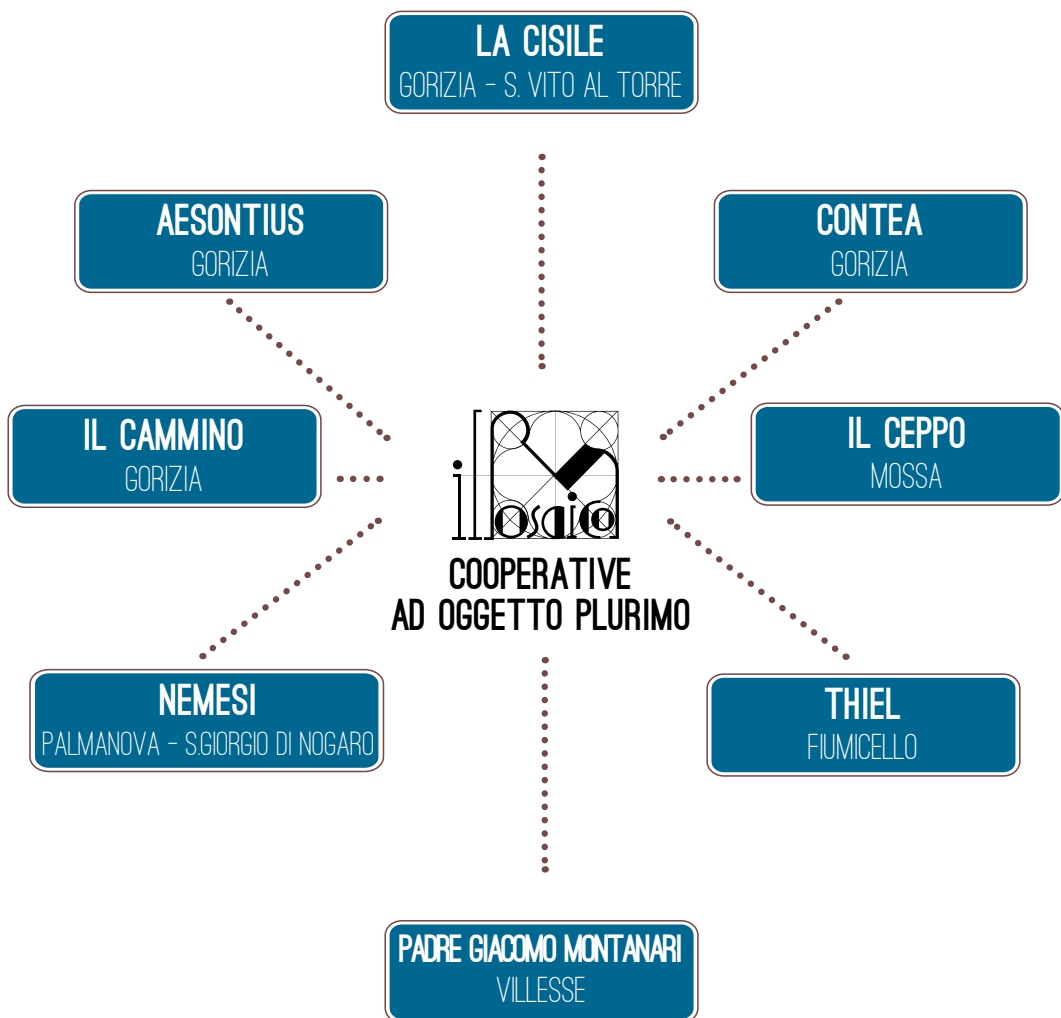 LA CISILE
GORIZIA - S. VITO AL TORRE
AESONTIUS
GORIZIA
CONTEA
GORIZIA
IL CAMMINO
GORIZIA
IL CEPPO
MOSSA
il Mosaico
COOPERATIVE
AD OGGETTO PLURIMO
NEMESI
PALMANOVA - S.GIORGIO DI NOGARO
THIEL
FIUMICELLO
PADRE GIACOMO MONTANARI
VILLESSE